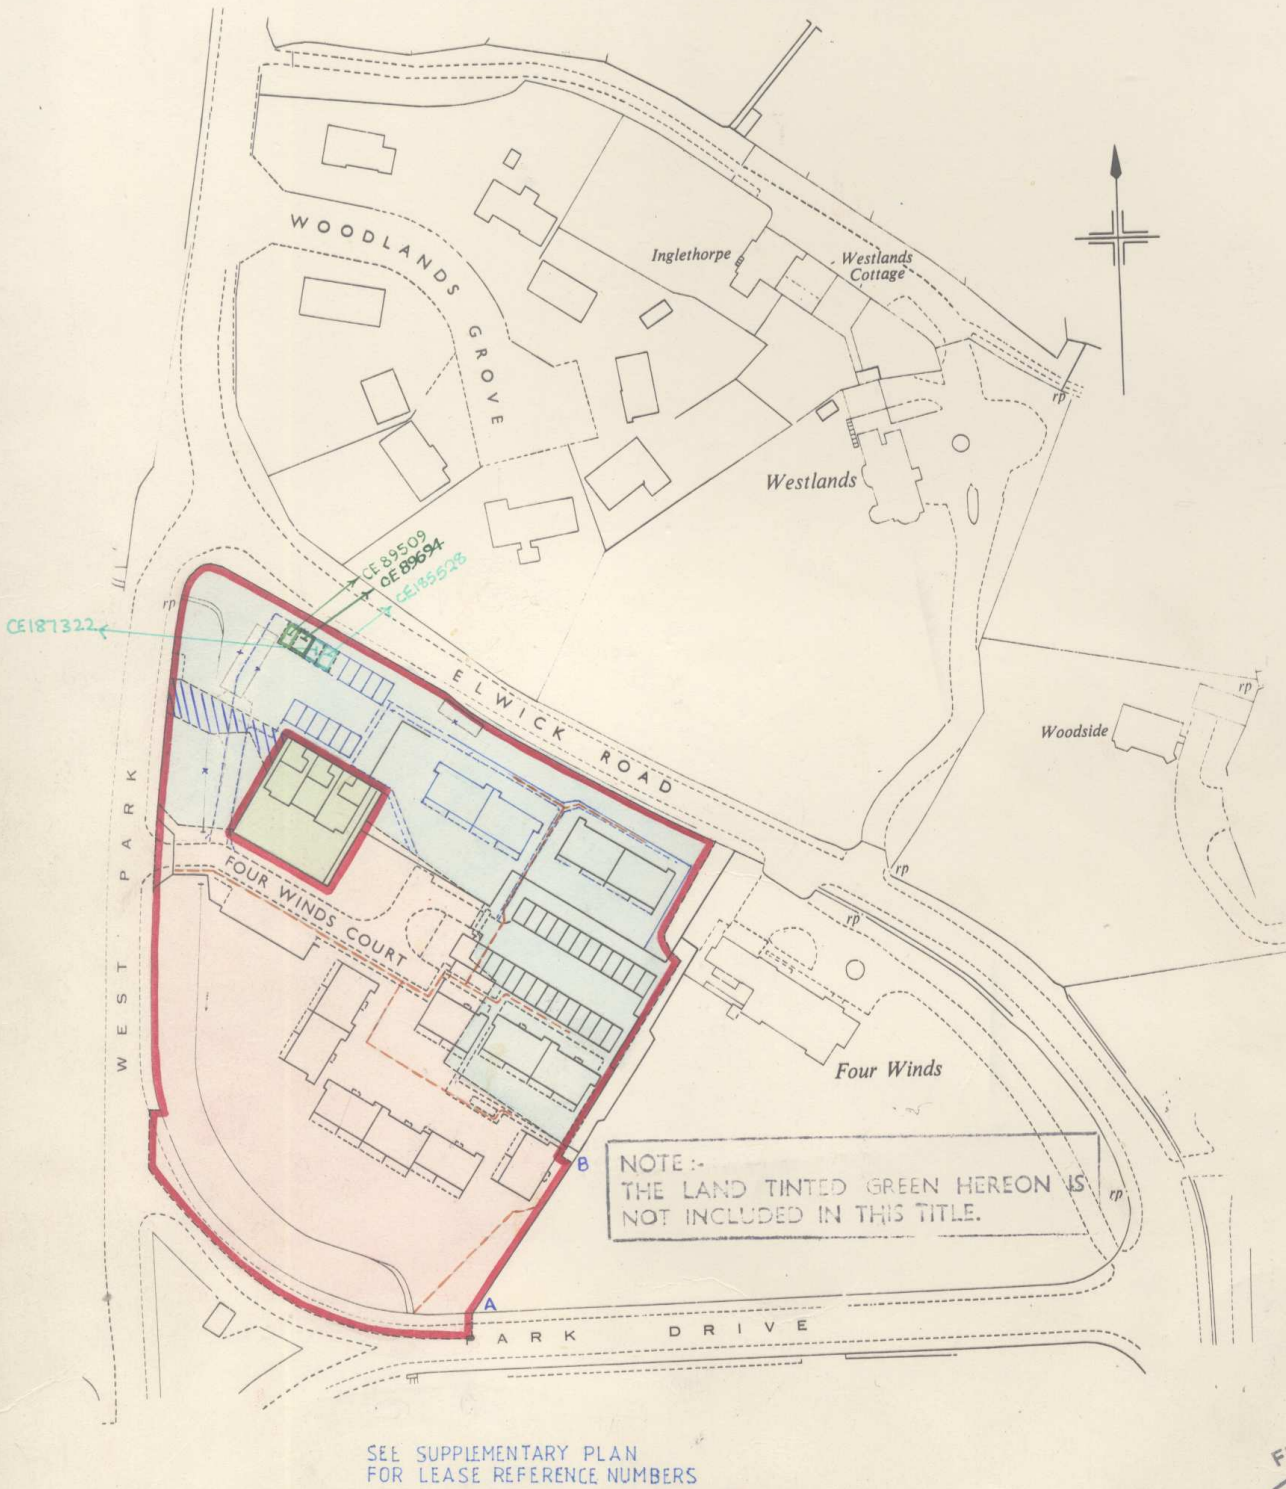 WOODLANDS GROVE
Inglethorpe
Westlands
Cottage
rp
Westlands
CE89509
CE89694
CE185528
CE187322
rp
ELWICK ROAD
rp
Woodside
WEST PARK
FOUR WINDS COURT
rp
rp
Four Winds
B
NOTE :-
THE LAND TINTED GREEN HEREON IS
NOT INCLUDED IN THIS TITLE.
rp
A
PARK DRIVE
SEE SUPPLEMENTARY PLAN
FOR LEASE REFERENCE NUMBERS